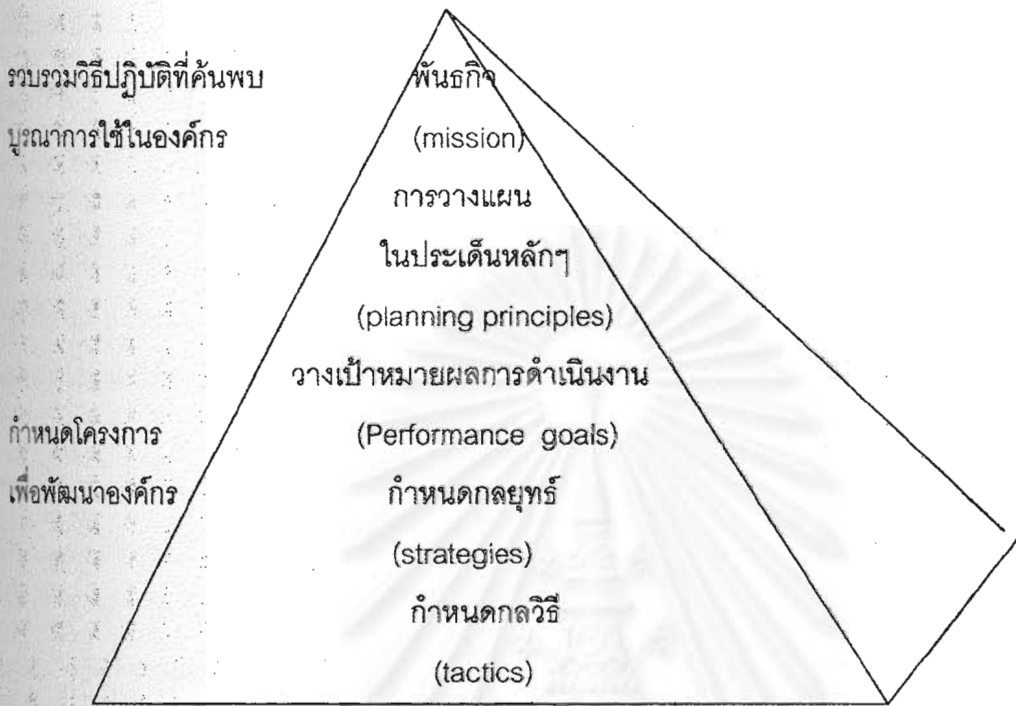 รวบรวมวิธีปฏิบัติที่ค้นพบ
บูรณาการใช้ในองค์กร
พันธกิจ
(mission)
การวางแผน
ในประเด็นหลักๆ
(planning principles)
วางเป้าหมายผลการดำเนินงาน
(Performance goals)
กำหนดโครงการ
เพื่อพัฒนาองค์กร
กำหนดกลยุทธ์
(strategies)
กำหนดกลวิธี
(tactics)